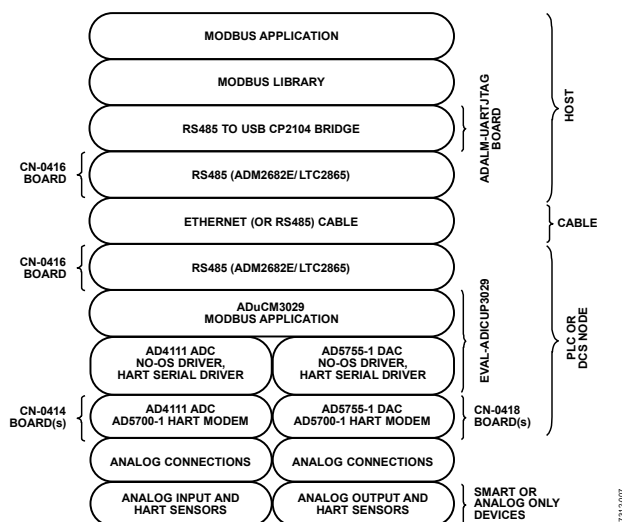 MODBUS APPLICATION
MODBUS LIBRARY
RS485 TO USB CP2104 BRIDGE
ADALM-UARTJTAG
BOARD
HOST
CN-0416
BOARD
RS485 (ADM2682E/ LTC2865)
ETHERNET (OR RS485) CABLE
CABLE
CN-0416
BOARD
RS485 (ADM2682E/ LTC2865)
ADuCM3029
MODBUS APPLICATION
EVAL-ADICUP3029
PLC OR
DCS NODE
AD4111 ADC
NO-OS DRIVER,
HART SERIAL DRIVER
AD5755-1 DAC
NO-OS DRIVER,
HART SERIAL DRIVER
CN-0414
BOARD(s)
AD4111 ADC
AD5700-1 HART MODEM
AD5755-1 DAC
AD5700-1 HART MODEM
CN-0418
BOARD(s)
ANALOG CONNECTIONS
ANALOG CONNECTIONS
ANALOG INPUT AND
HART SENSORS
ANALOG OUTPUT AND
HART SENSORS
SMART OR
ANALOG ONLY
DEVICES